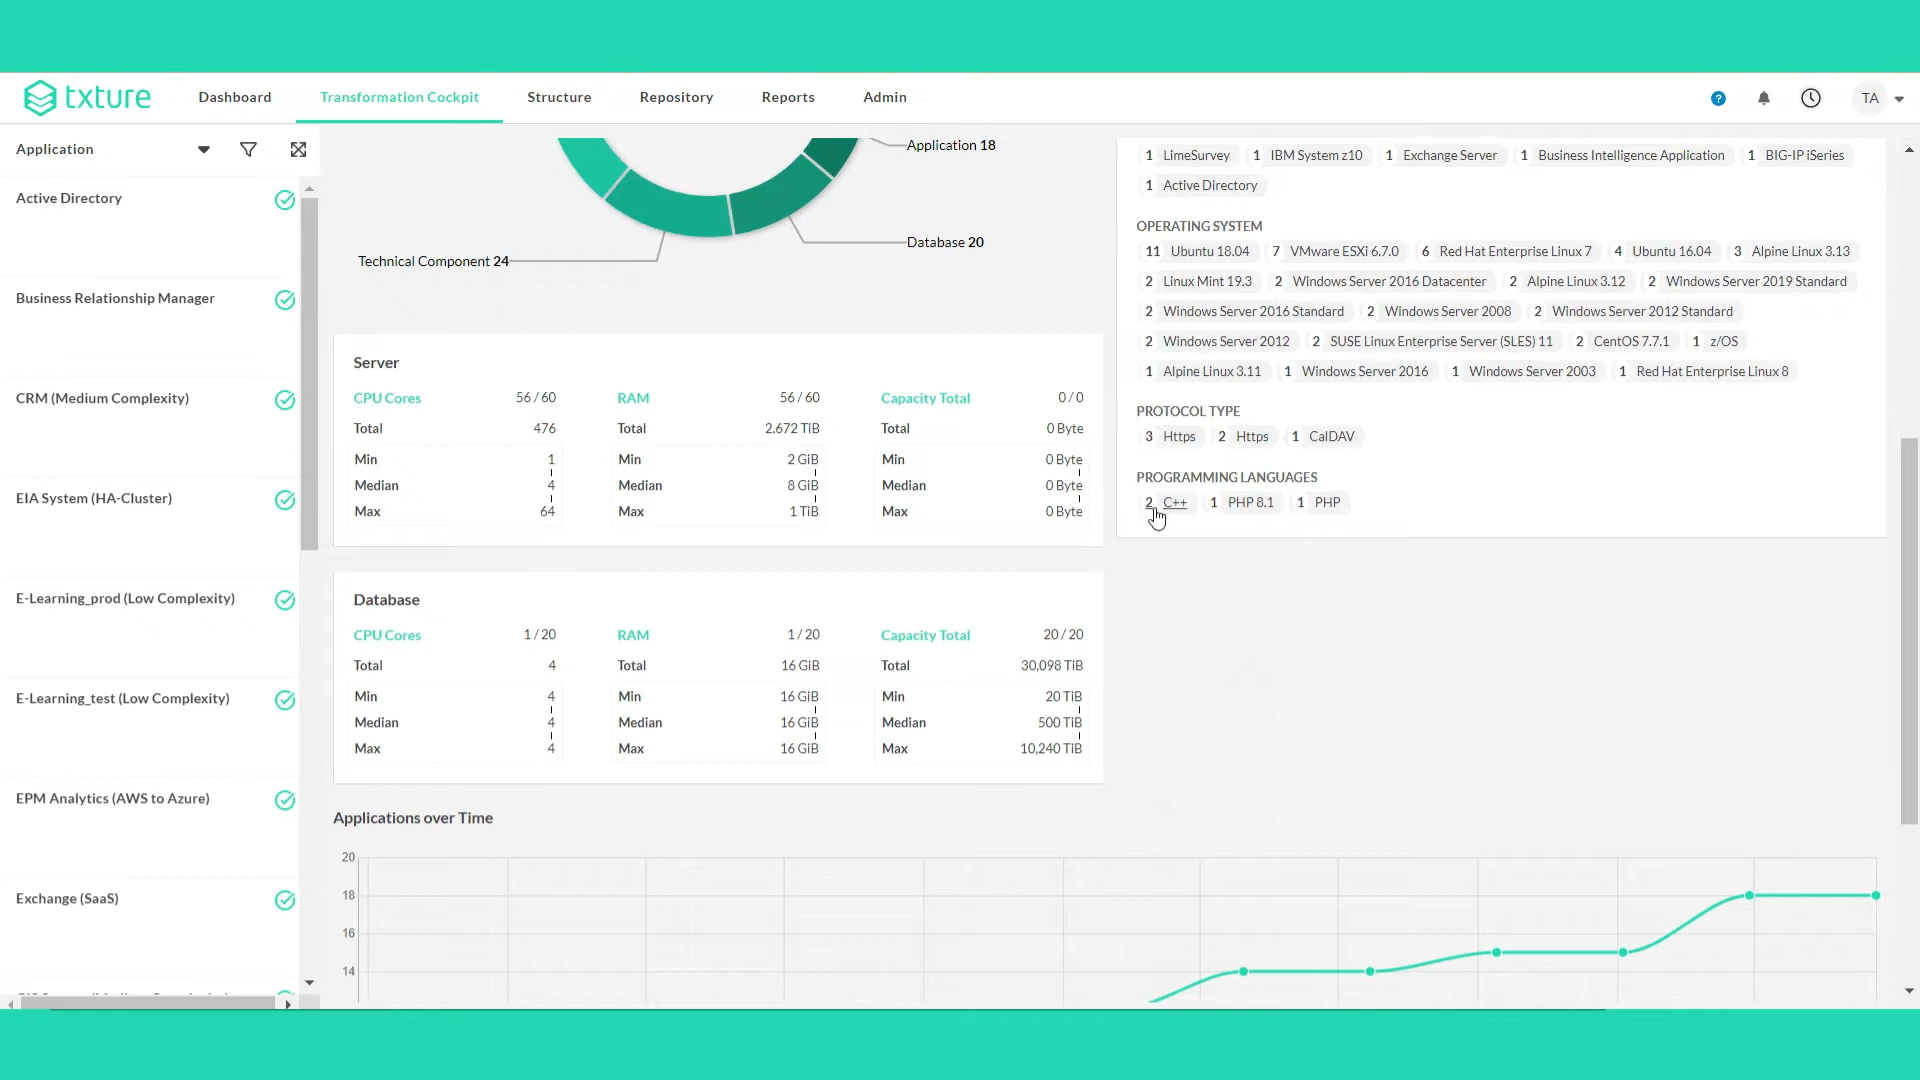 txture
Dashboard
Transformation Cockpit
Structure
Repository
Reports
Admin
?
TA
Application
Active Directory
Business Relationship Manager
CRM (Medium Complexity)
EIA System (HA-Cluster)
E-Learning_prod (Low Complexity)
E-Learning_test (Low Complexity)
EPM Analytics (AWS to Azure)
Exchange (SaaS)
Application 18
Database 20
Technical Component 24
Server
CPU Cores 56 / 60
Total 476
Min 1
Median 4
Max 64
RAM 56 / 60
Total 2.672 TiB
Min 2 GiB
Median 8 GiB
Max 1 TiB
Capacity Total 0 / 0
Total 0 Byte
Min 0 Byte
Median 0 Byte
Max 0 Byte
Database
CPU Cores 1 / 20
Total 4
Min 4
Median 4
Max 4
RAM 1 / 20
Total 16 GiB
Min 16 GiB
Median 16 GiB
Max 16 GiB
Capacity Total 20 / 20
Total 30,098 TiB
Min 20 TiB
Median 500 TiB
Max 10,240 TiB
Applications over Time
20
18
16
14
1 LimeSurvey 1 IBM System z10 1 Exchange Server 1 Business Intelligence Application 1 BIG-IP iSeries
1 Active Directory
OPERATING SYSTEM
11 Ubuntu 18.04 7 VMware ESXi 6.7.0 6 Red Hat Enterprise Linux 7 4 Ubuntu 16.04 3 Alpine Linux 3.13
2 Linux Mint 19.3 2 Windows Server 2016 Datacenter 2 Alpine Linux 3.12 2 Windows Server 2019 Standard
2 Windows Server 2016 Standard 2 Windows Server 2008 2 Windows Server 2012 Standard
2 Windows Server 2012 2 SUSE Linux Enterprise Server (SLES) 11 2 CentOS 7.7.1 1 z/OS
1 Alpine Linux 3.11 1 Windows Server 2016 1 Windows Server 2003 1 Red Hat Enterprise Linux 8
PROTOCOL TYPE
3 Https 2 Https 1 CalDAV
PROGRAMMING LANGUAGES
2 C++ 1 PHP 8.1 1 PHP